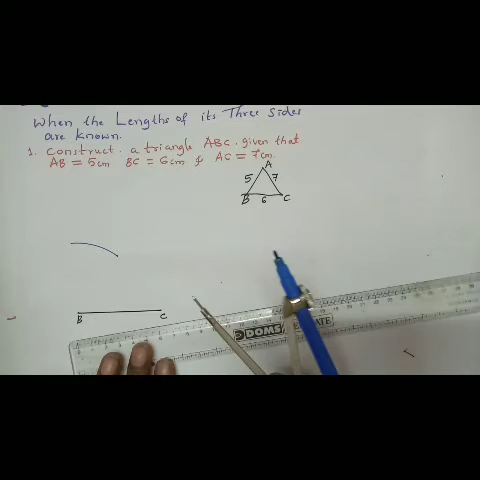 When the Lengths of its Three sides
are known.
1. Construct a triangle ABC, given that
AB = 5cm BC = 6cm & AC = 7cm.
A
5 7
B 6 C
B C
DOMS